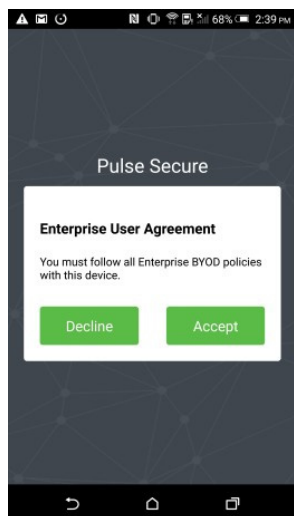 68% 2:39 PM
Pulse Secure
Enterprise User Agreement
You must follow all Enterprise BYOD policies
with this device.
Decline Accept